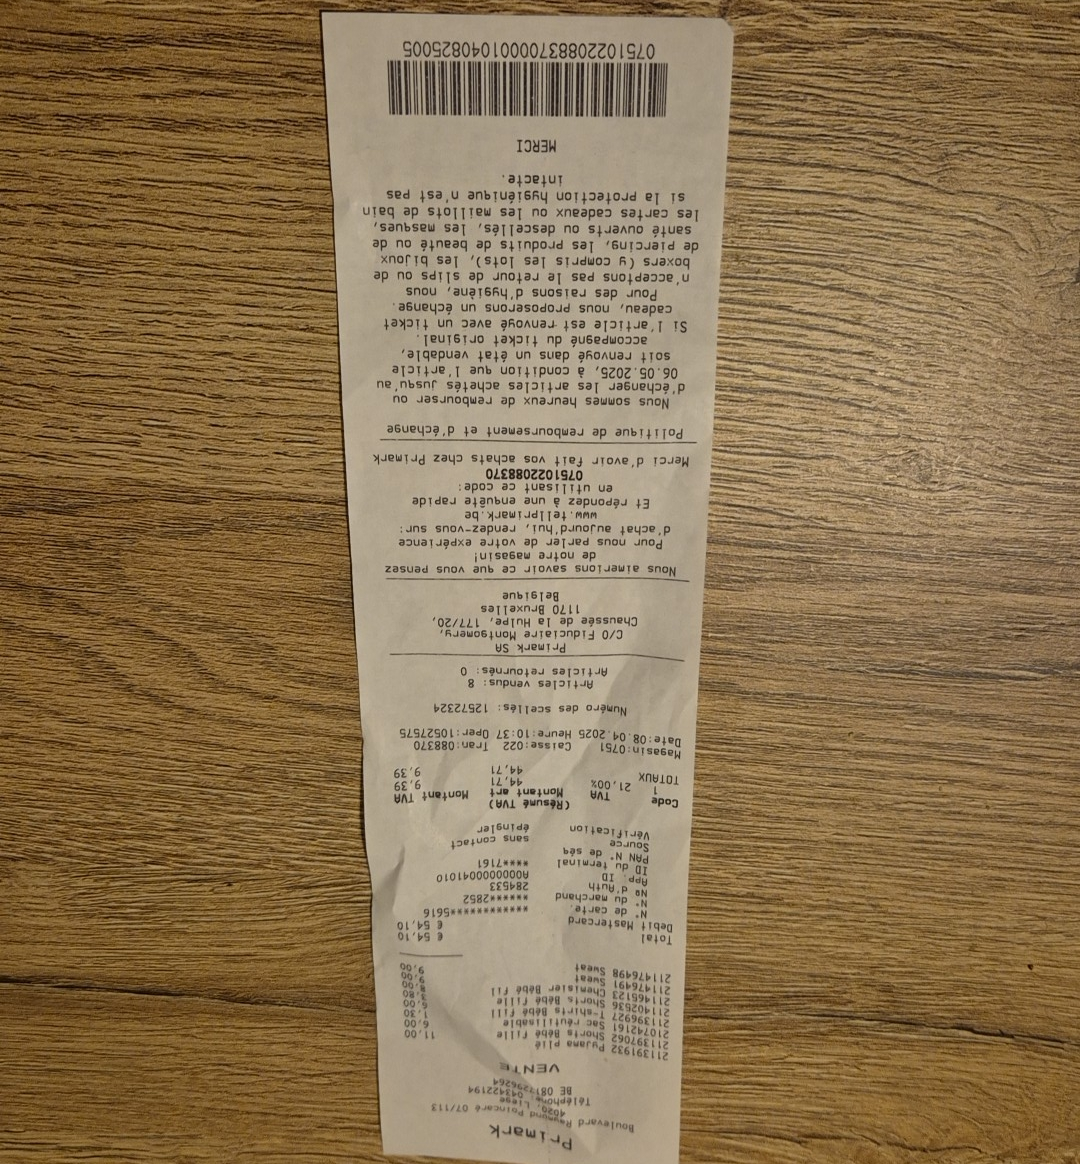 Primark
Boulevard Raymond Poincaré 07/113
4020, Liege
Téléphone: 043422194
BE 0817296264
VENTE
211391932 Pyjama plié 11,00
211397062 Shorts Bébé Fille 6,00
210742161 Sac réutilisable 1,30
211396927 T-shirts Bébé Fill 6,00
211402536 Shorts Bébé Fille 3,80
211465123 Chemisier Bébé Fil 8,00
211476491 Sweat 9,00
211476498 Sweat 9,00
Total € 54,10
Debit Mastercard € 54,10
N° de carte. ************5616
N° du marchand ******2852
No d'Auth 284533
App. ID A0000000041010
ID du terminal ****7161
PAN N° de séq
Source sans contact
Vérification épingler
(Résumé TVA)
Code TVA Montant art Montant TVA
1 21,00% 44,71 9,39
TOTAUX 44,71 9,39
Magasin:0751 Caisse:022 Tran:088370
Date:08.04.2025 Heure:10:37 Oper:10527575
Numéro des scellés: 12572324
Articles vendus: 8
Articles retournés: 0
Primark SA
C/O Fiduciaire Montgomery,
Chaussée de la Hulpe, 177/20,
1170 Bruxelles
Belgique
Nous aimerions savoir ce que vous pensez
de notre magasin!
Pour nous parler de votre expérience
d'achat aujourd'hui, rendez-vous sur:
www.tellprimark.be
Et répondez à une enquête rapide
en utilisant ce code:
0751022088370
Merci d'avoir fait vos achats chez Primark
Politique de remboursement et d'échange
Nous sommes heureux de rembourser ou
d'échanger les articles achetés jusqu'au
06.05.2025, à condition que l'article
soit renvoyé dans un état vendable,
accompagné du ticket original.
Si l'article est renvoyé avec un ticket
cadeau, nous proposerons un échange.
Pour des raisons d'hygiène, nous
n'acceptons pas le retour de slips ou de
boxers (y compris les lots), les bijoux
de piercing, les produits de beauté ou de
santé ouverts ou descellés, les masques,
les cartes cadeaux ou les maillots de bain
si la protection hygiénique n'est pas
intacte.
MERCI
07510220883700001040825005